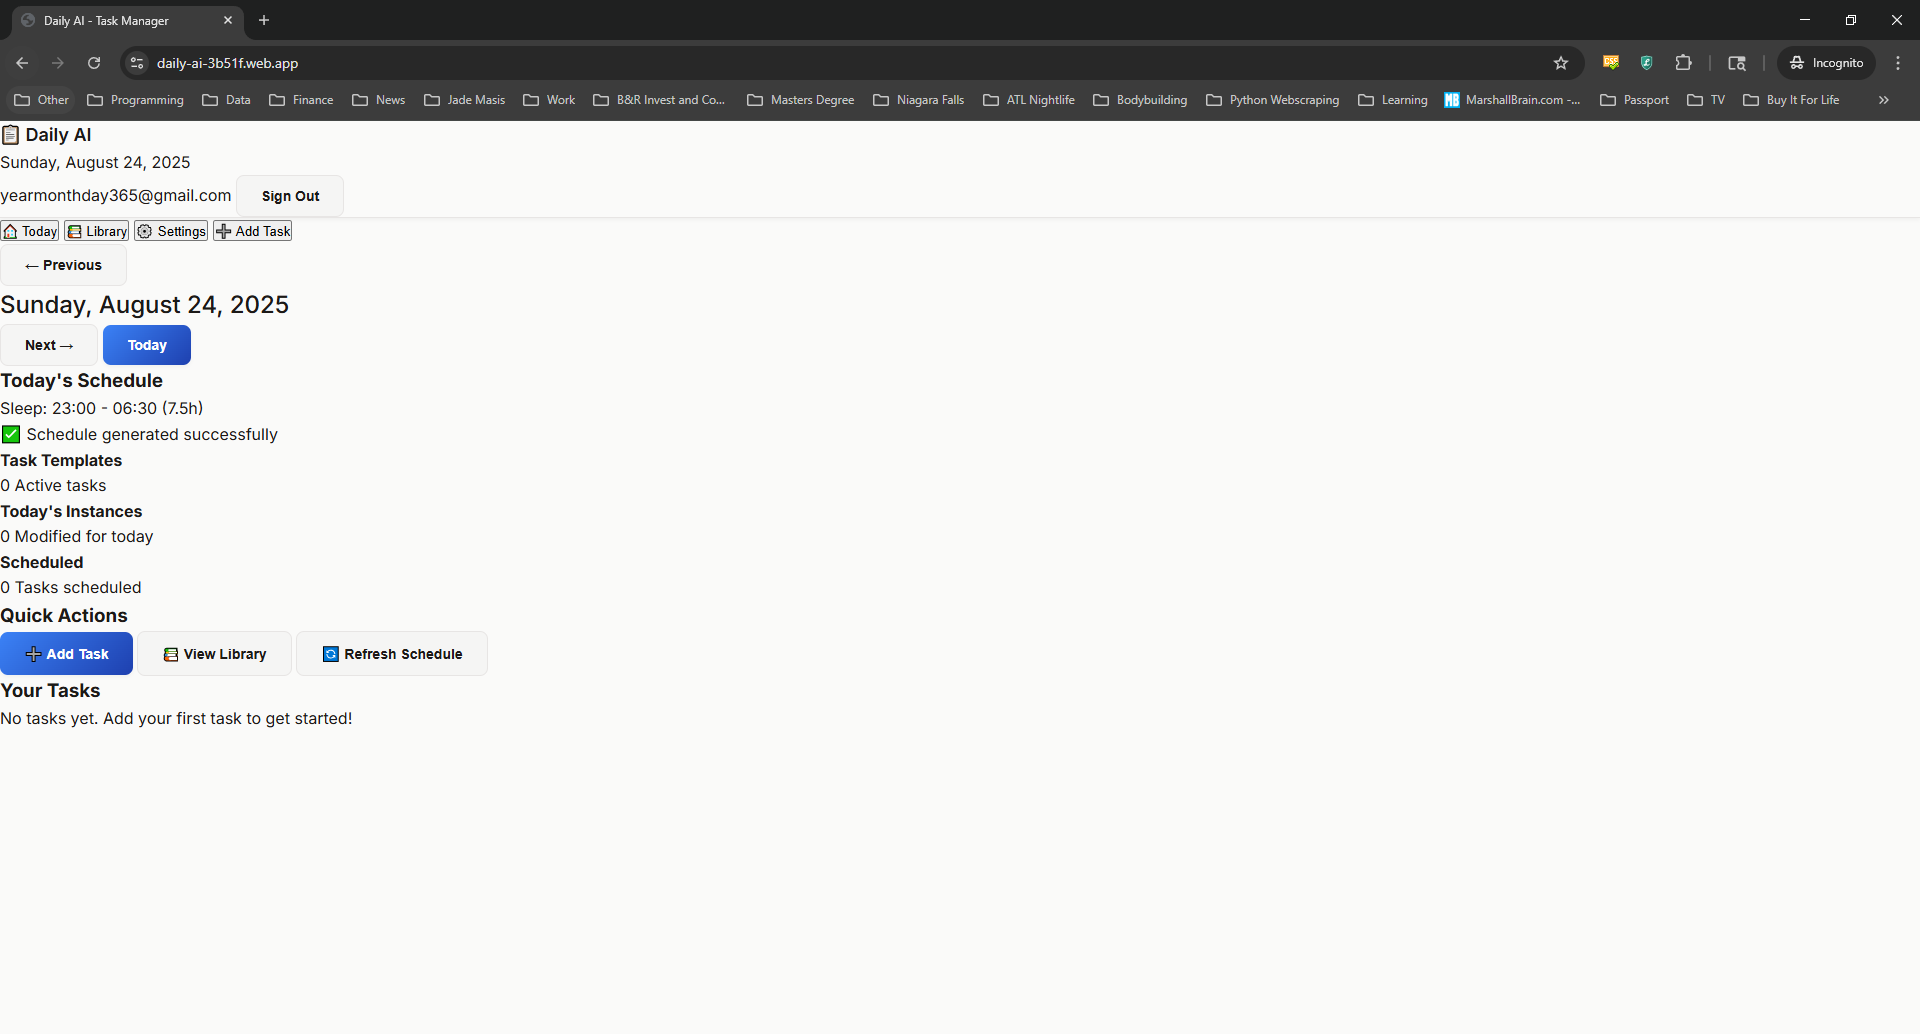 Daily AI - Task Manager
daily-ai-3b51f.web.app
Incognito
Other Programming Data Finance News Jade Masis Work B&R Invest and Co... Masters Degree Niagara Falls ATL Nightlife Bodybuilding Python Webscraping Learning MB MarshallBrain.com -... Passport TV Buy It For Life »
📋 Daily AI
Sunday, August 24, 2025
yearmonthday365@gmail.com Sign Out
🏠 Today 📚 Library ⚙️ Settings ➕ Add Task
← Previous
Sunday, August 24, 2025
Next → Today
Today's Schedule
Sleep: 23:00 - 06:30 (7.5h)
✅ Schedule generated successfully
Task Templates
0 Active tasks
Today's Instances
0 Modified for today
Scheduled
0 Tasks scheduled
Quick Actions
➕ Add Task 📚 View Library 🔄 Refresh Schedule
Your Tasks
No tasks yet. Add your first task to get started!